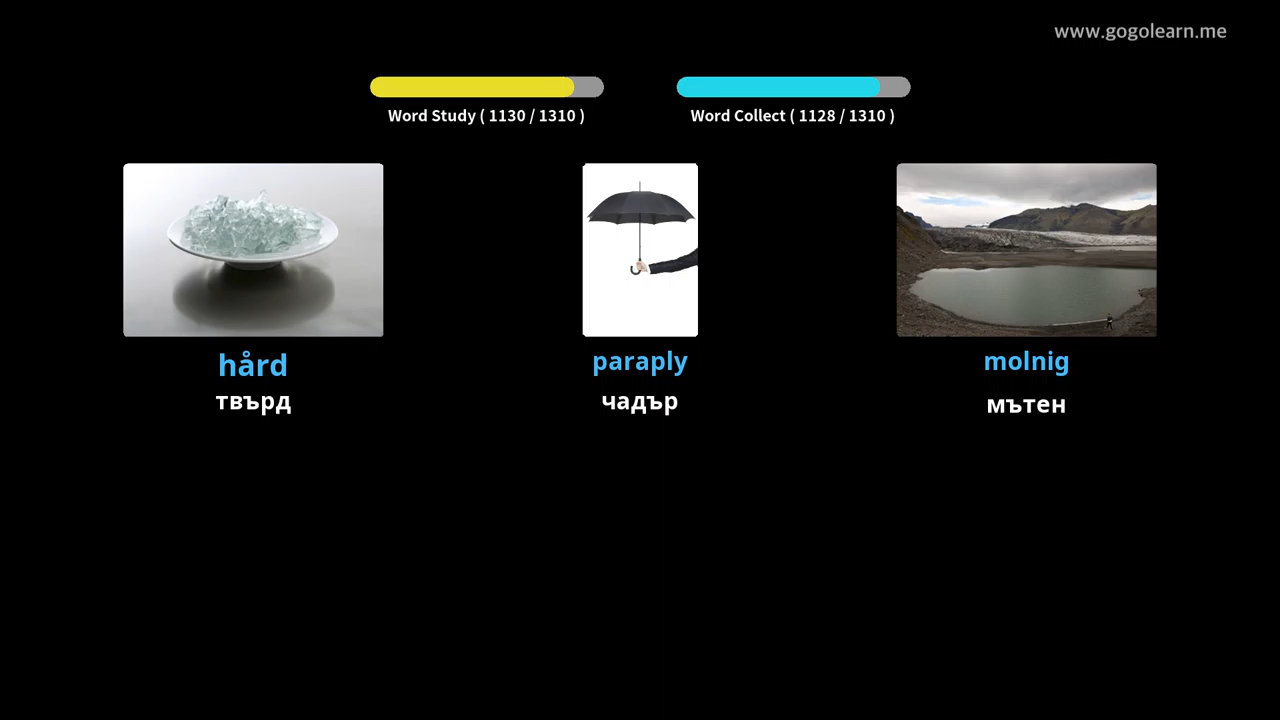 www.gogolearn.me
Word Study ( 1130 / 1310 )
Word Collect ( 1128 / 1310 )
hård
твърд
paraply
чадър
molnig
мътен